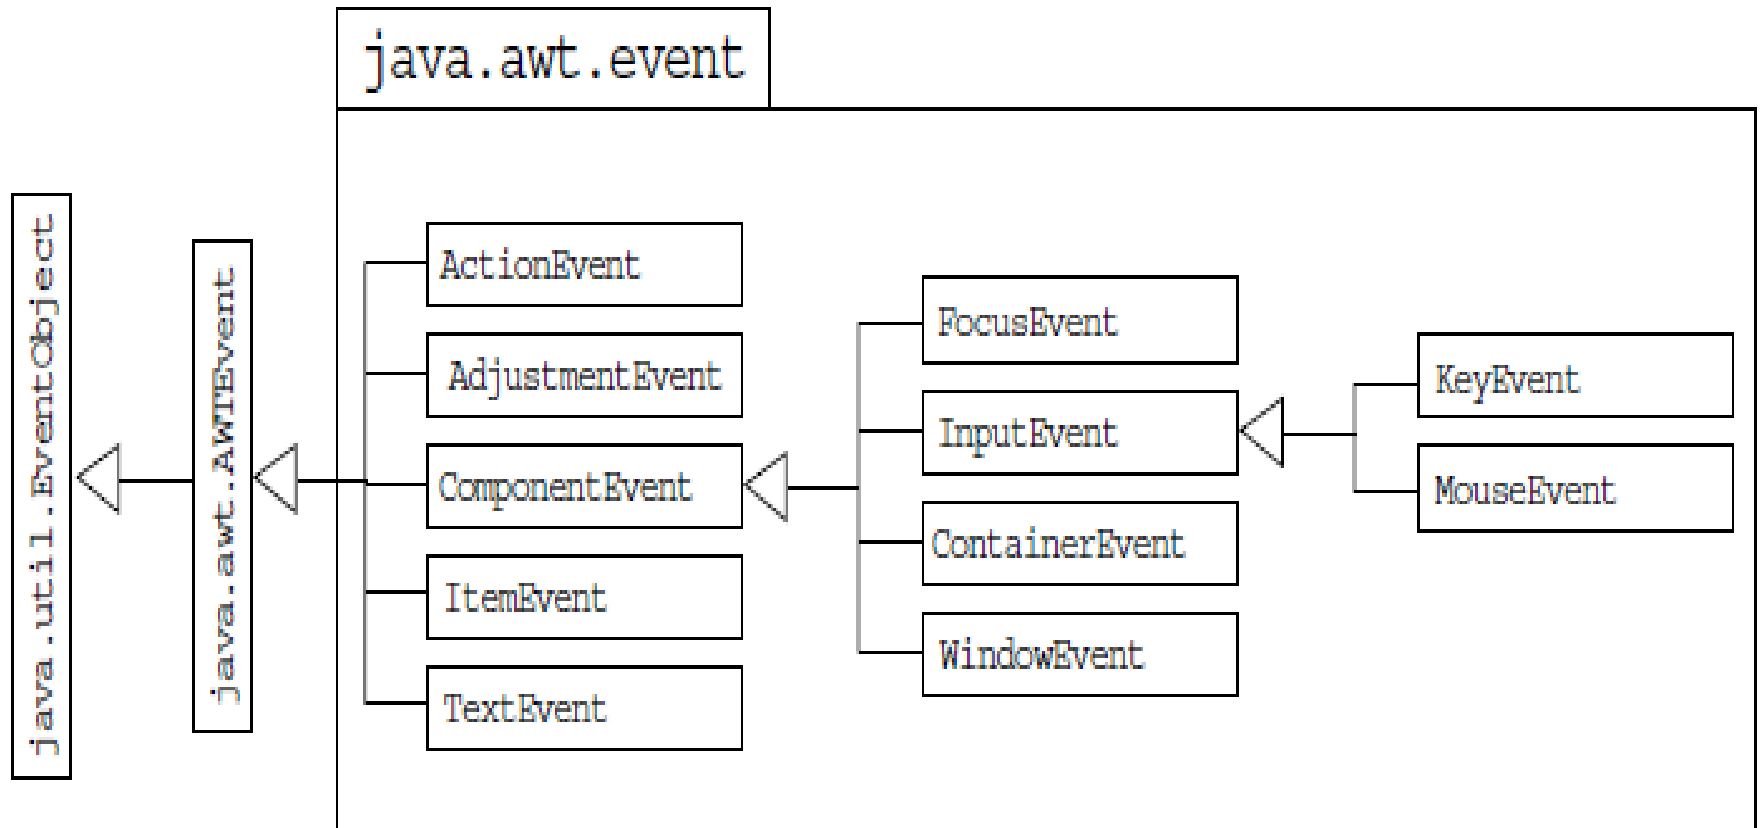 java.awt.event
java.util.EventObject
java.awt.AWTEvent
ActionEvent
AdjustmentEvent
ComponentEvent
ItemEvent
TextEvent
FocusEvent
InputEvent
ContainerEvent
WindowEvent
KeyEvent
MouseEvent